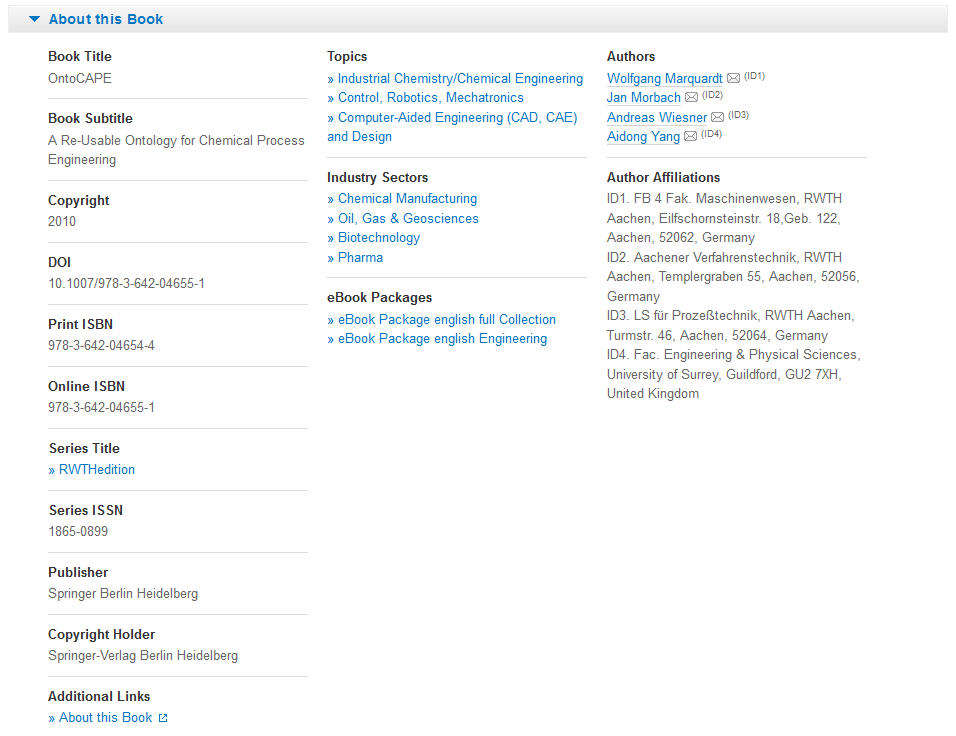 About this Book
Book Title
OntoCAPE
Book Subtitle
A Re-Usable Ontology for Chemical Process
Engineering
Copyright
2010
DOI
10.1007/978-3-642-04655-1
Print ISBN
978-3-642-04654-4
Online ISBN
978-3-642-04655-1
Series Title
» RWTHedition
Series ISSN
1865-0899
Publisher
Springer Berlin Heidelberg
Copyright Holder
Springer-Verlag Berlin Heidelberg
Additional Links
» About this Book
Topics
» Industrial Chemistry/Chemical Engineering
» Control, Robotics, Mechatronics
» Computer-Aided Engineering (CAD, CAE)
and Design
Industry Sectors
» Chemical Manufacturing
» Oil, Gas & Geosciences
» Biotechnology
» Pharma
eBook Packages
» eBook Package english full Collection
» eBook Package english Engineering
Authors
Wolfgang Marquardt (ID1)
Jan Morbach (ID2)
Andreas Wiesner (ID3)
Aidong Yang (ID4)
Author Affiliations
ID1. FB 4 Fak. Maschinenwesen, RWTH
Aachen, Eilfschornsteinstr. 18,Geb. 122,
Aachen, 52062, Germany
ID2. Aachener Verfahrenstechnik, RWTH
Aachen, Templergraben 55, Aachen, 52056,
Germany
ID3. LS für Prozeßtechnik, RWTH Aachen,
Turmstr. 46, Aachen, 52064, Germany
ID4. Fac. Engineering & Physical Sciences,
University of Surrey, Guildford, GU2 7XH,
United Kingdom